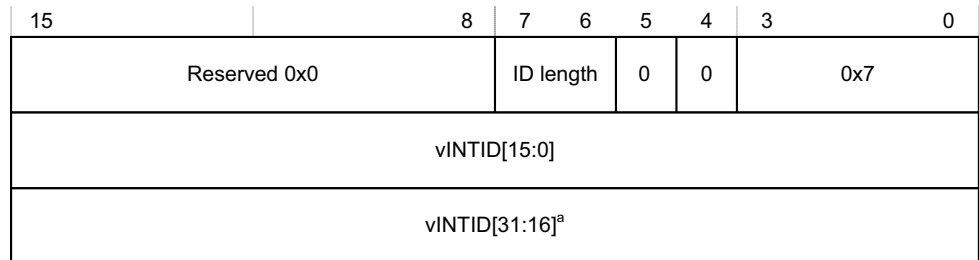 15 8 7 6 5 4 3 0
Reserved 0x0 ID length 0 0 0x7
vINTID[15:0]
vINTID[31:16]a